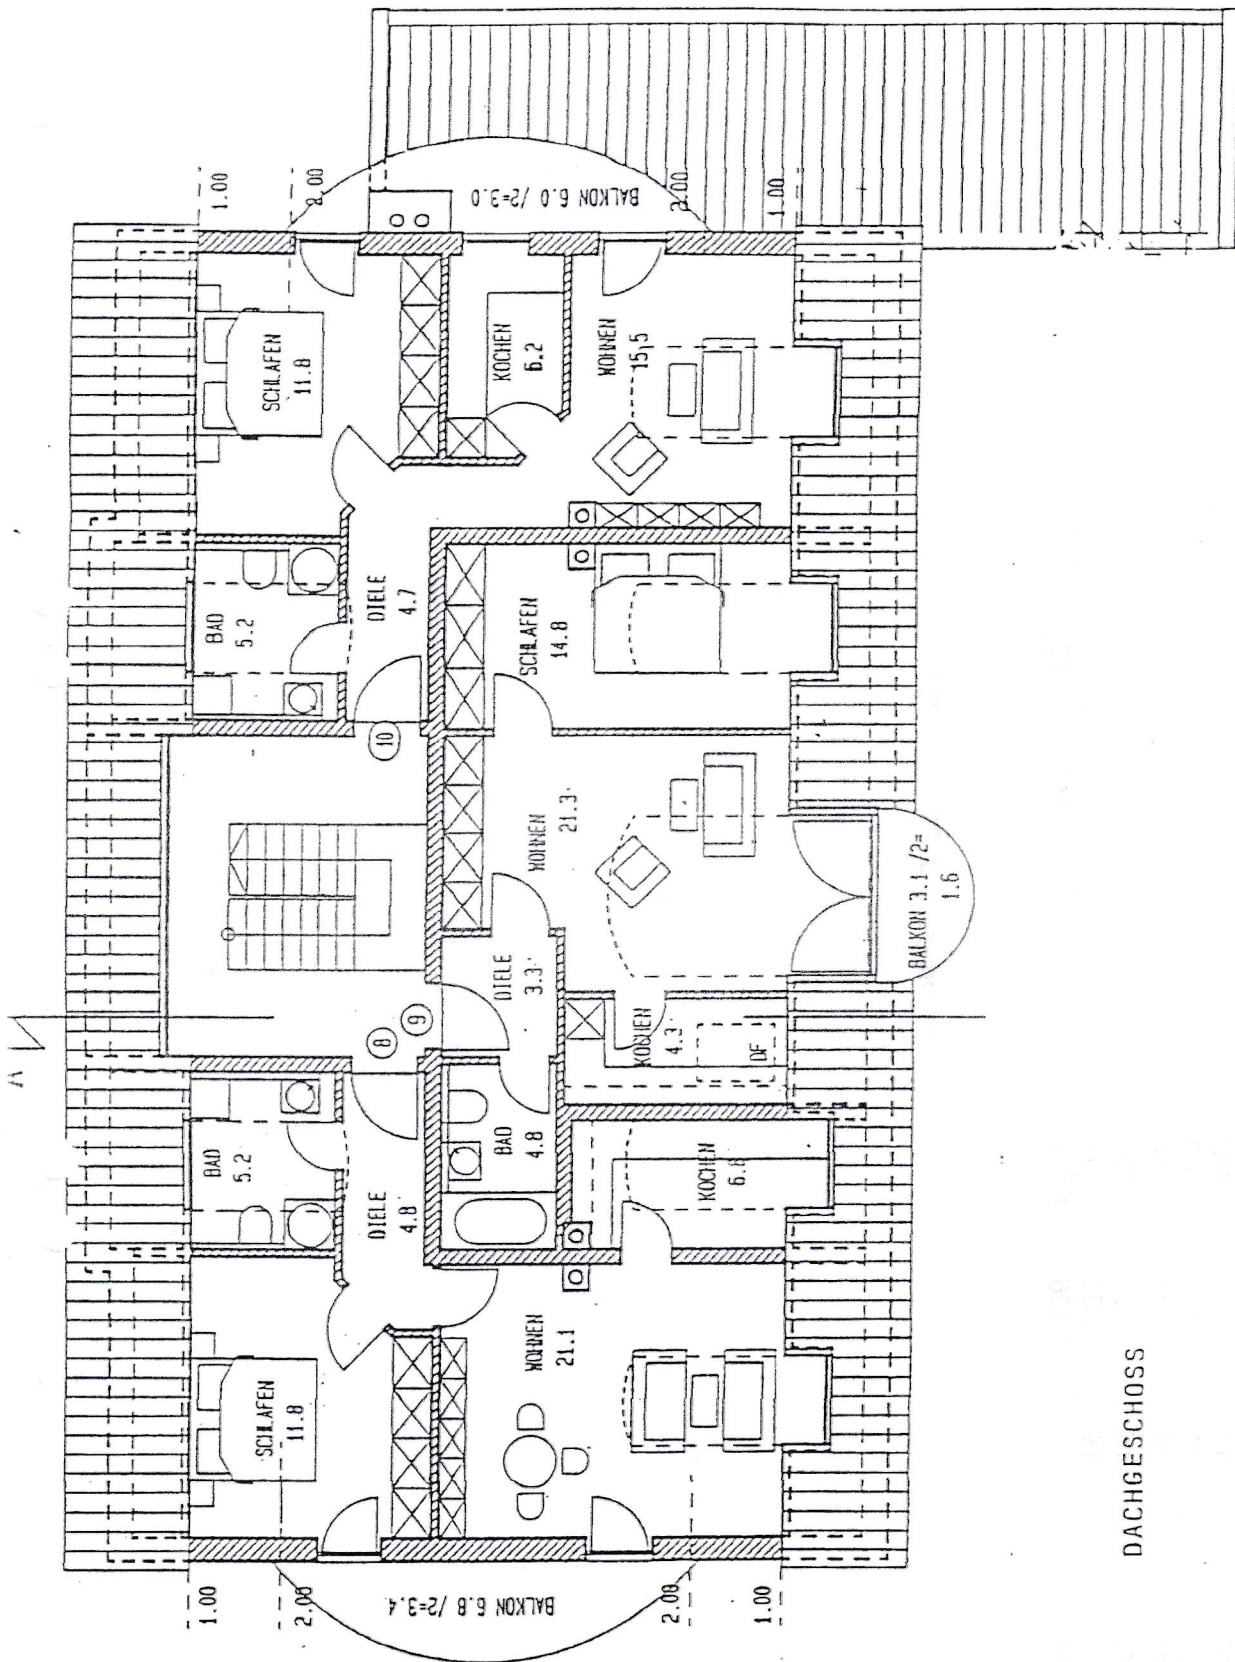 1.00
2.00
BALKON 6.0 /2=3.0
2.00
1.00
SCHLAFEN
11.8
KOCHEN
6.2
WOHNEN
15.5
BAD
5.2
DIELE
4.7
SCHLAFEN
14.8
10
WOHNEN
21.3
BALKON 3.1 /2=
1.6
DIELE
3.3
8
9
KOCHEN
4.3
DF
BAD
5.2
DIELE
4.8
BAD
4.8
KOCHEN
6.8
SCHLAFEN
11.8
WOHNEN
21.1
1.00
2.00
BALKON 6.8 /2=3.4
2.00
1.00
DACHGESCHOSS